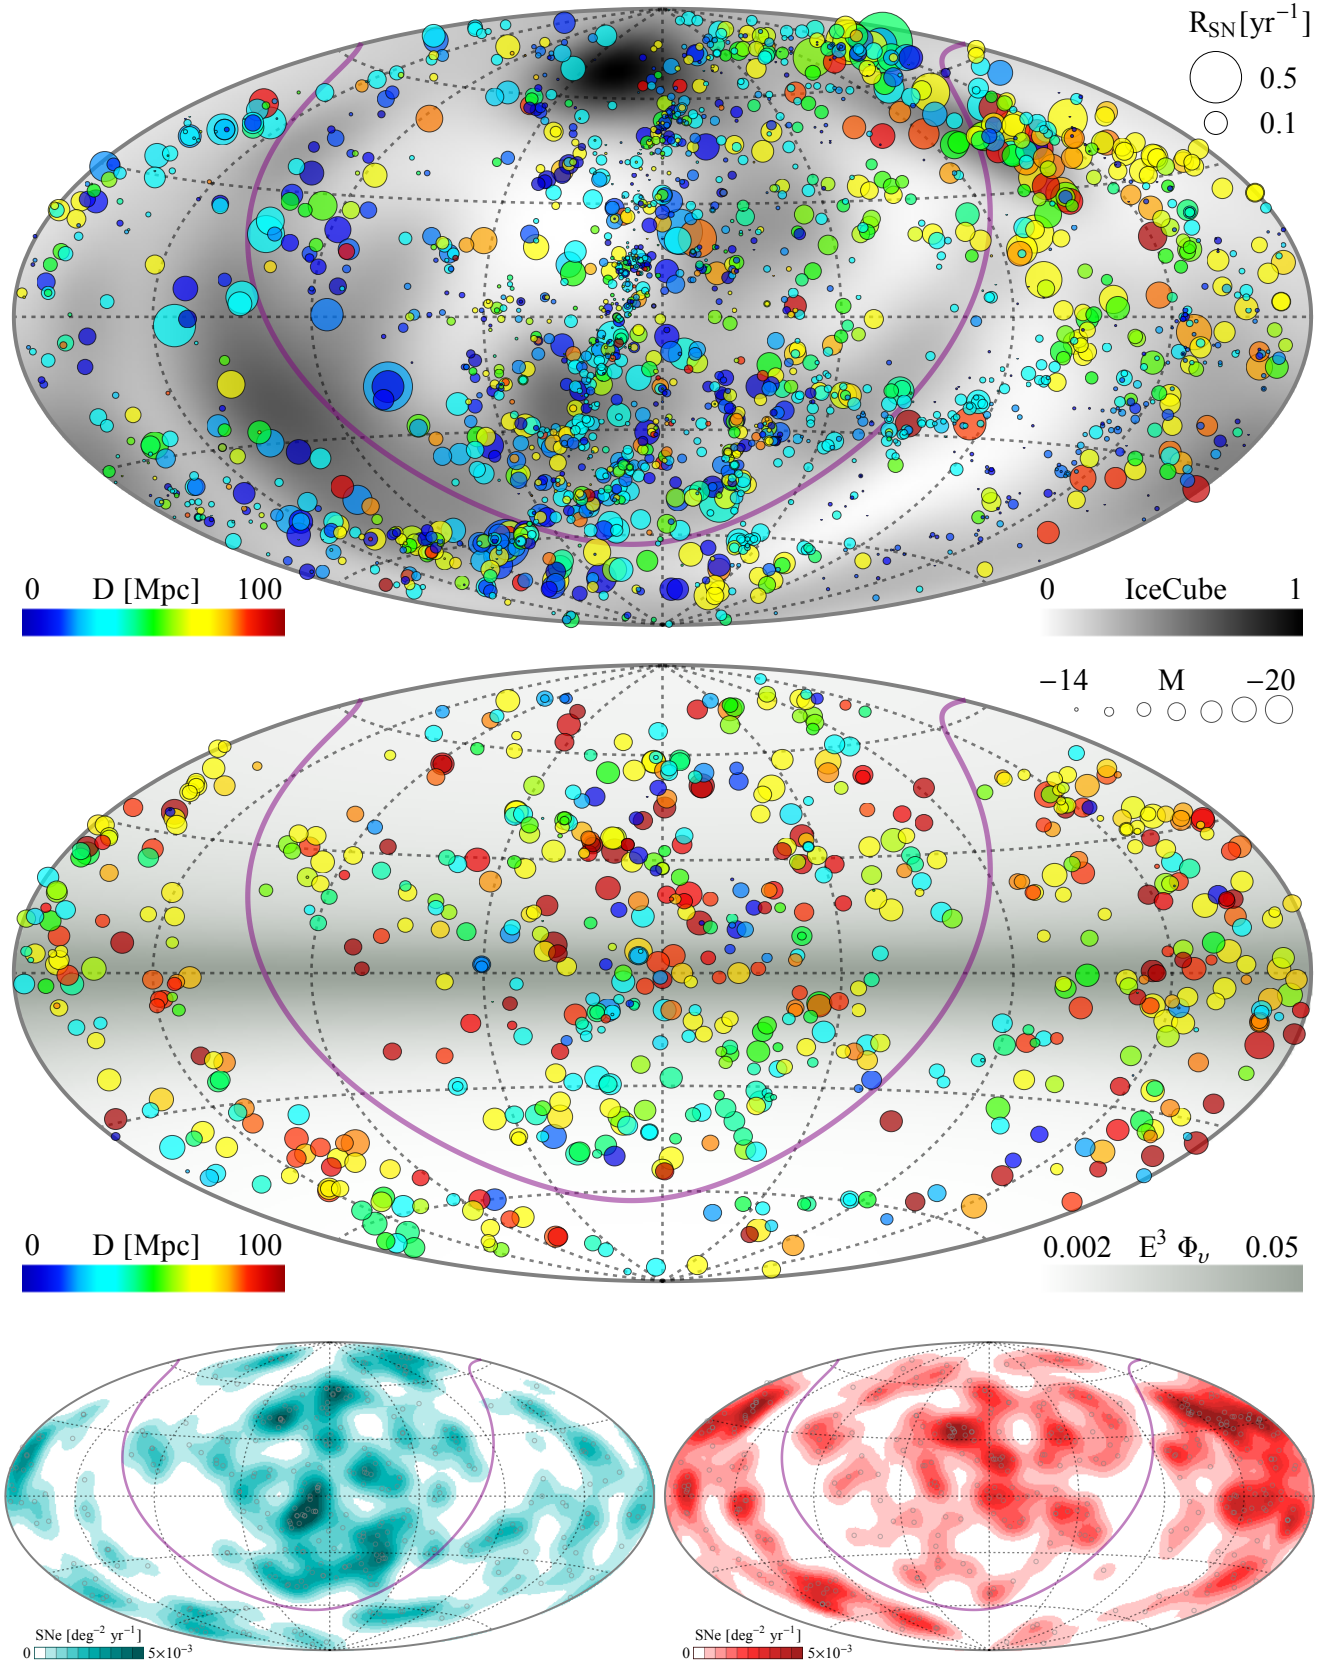 R_SN [yr⁻¹]
0.5
0.1
0 D [Mpc] 100
0 IceCube 1
−14 M −20
0 D [Mpc] 100
0.002 E³ Φ_ν 0.05
SNe [deg⁻² yr⁻¹]
0 5×10⁻³
SNe [deg⁻² yr⁻¹]
0 5×10⁻³